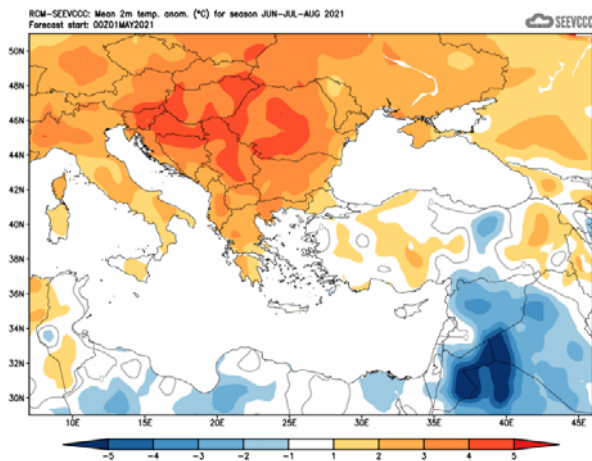 RCM-SEEVCCC: Mean 2m temp. anom. (°C) for season JUN-JUL-AUG 2021
Forecast start: 00Z01MAY2021
SEEVCCC
50N
48N
46N
44N
42N
40N
38N
36N
34N
32N
30N
10E 15E 20E 25E 30E 35E 40E 45E
-5 -4 -3 -2 -1 1 2 3 4 5